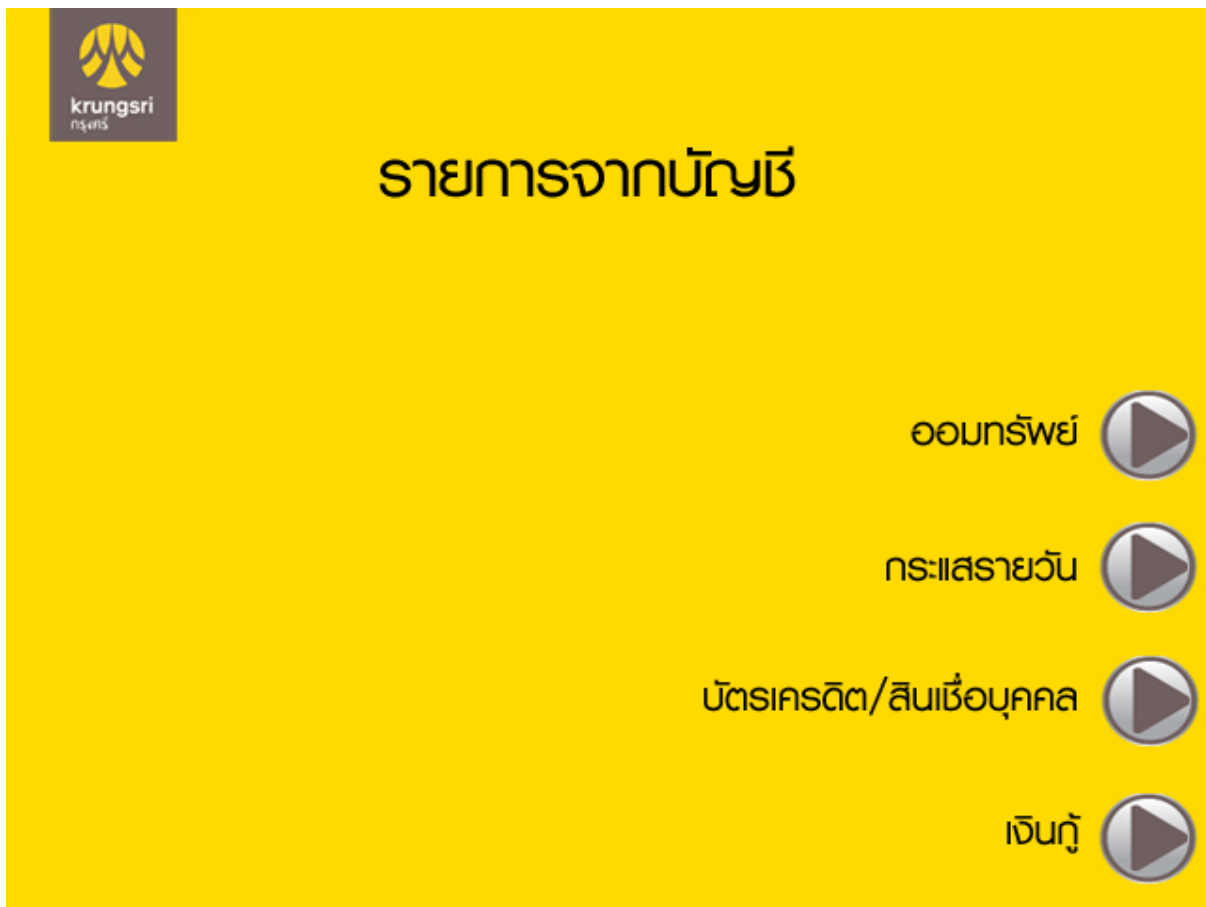 krungsri
กรุงศรี
รายการจากบัญชี
ออมทรัพย์
กระแสรายวัน
บัตรเครดิต/สินเชื่อบุคคล
เงินกู้